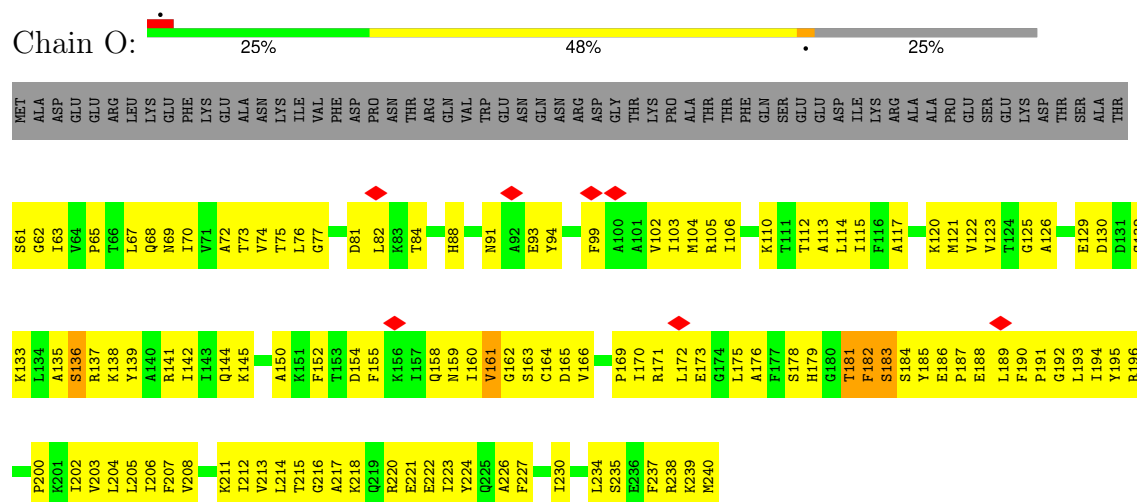 Chain O:
25% 48% • 25%
MET ALA ASP GLU GLU ARG LEU LYS GLU PHE LYS GLU ALA ASN LYS ILE VAL PHE ASP PRO ASN THR ARG GLN VAL TRP GLU ASN GLN ASN ARG ASP GLY THR LYS PRO ALA THR THR PHE GLN SER GLU GLU ASP ILE LYS ARG ALA ALA PRO GLU SER GLU LYS ASP THR SER ALA THR
S61 G62 I63 V64 P65 T66 L67 Q68 N69 I70 V71 A72 T73 V74 T75 L76 G77 D81 L82 K83 T84 H88 N91 A92 E93 Y94 F99 A100 A101 V102 I103 M104 R105 I106 K110 T111 T112 A113 L114 I115 F116 A117 K120 M121 V122 V123 T124 G125 A126 E129 D130 D131
K133 L134 A135 S136 R137 K138 Y139 A140 R141 I142 I143 Q144 K145 A150 K151 F152 T153 D154 F155 K156 I157 Q158 N159 I160 V161 G162 S163 C164 D165 V166 P169 I170 R171 L172 E173 G174 L175 A176 F177 S178 H179 G180 T181 F182 S183 S184 Y185 E186 P187 E188 L189 F190 P191 G192 L193 I194 Y195 R196
P200 K201 I202 V203 L204 L205 I206 F207 V208 K211 I212 V213 L214 T215 G216 A217 K218 Q219 R220 E221 E222 I223 Y224 Q225 A226 F227 I230 L234 S235 E236 F237 R238 K239 M240